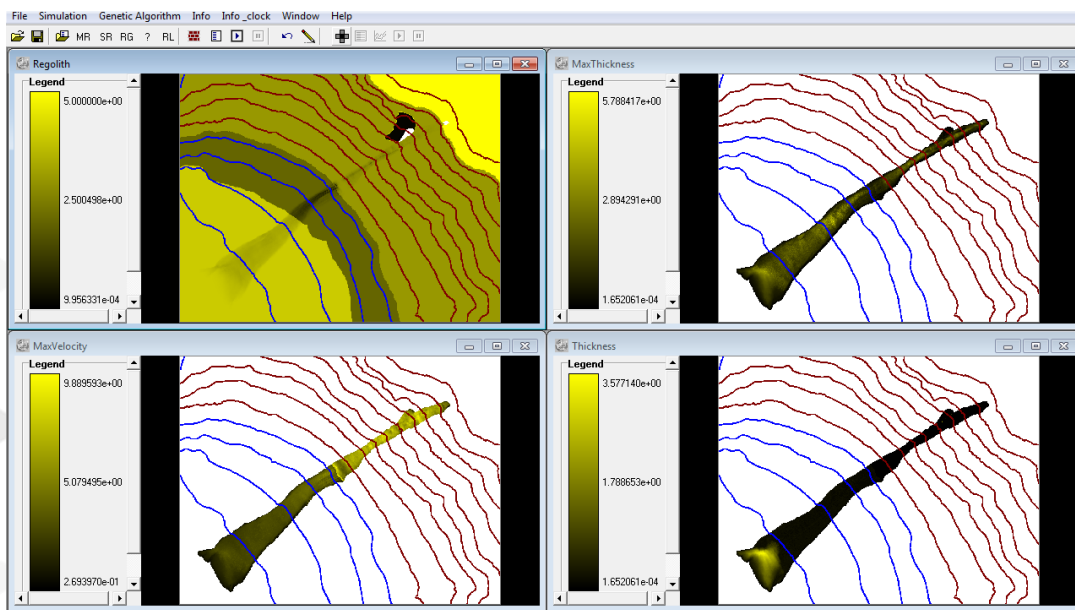 File Simulation Genetic Algorithm Info Info _clock Window Help
MR SR RG ? RL
Regolith
Legend
5.000000e+00
2.500498e+00
9.956331e-04
MaxThickness
Legend
5.788417e+00
2.894291e+00
1.652061e-04
MaxVelocity
Legend
9.889593e+00
5.079495e+00
2.693970e-01
Thickness
Legend
3.577140e+00
1.788653e+00
1.652061e-04